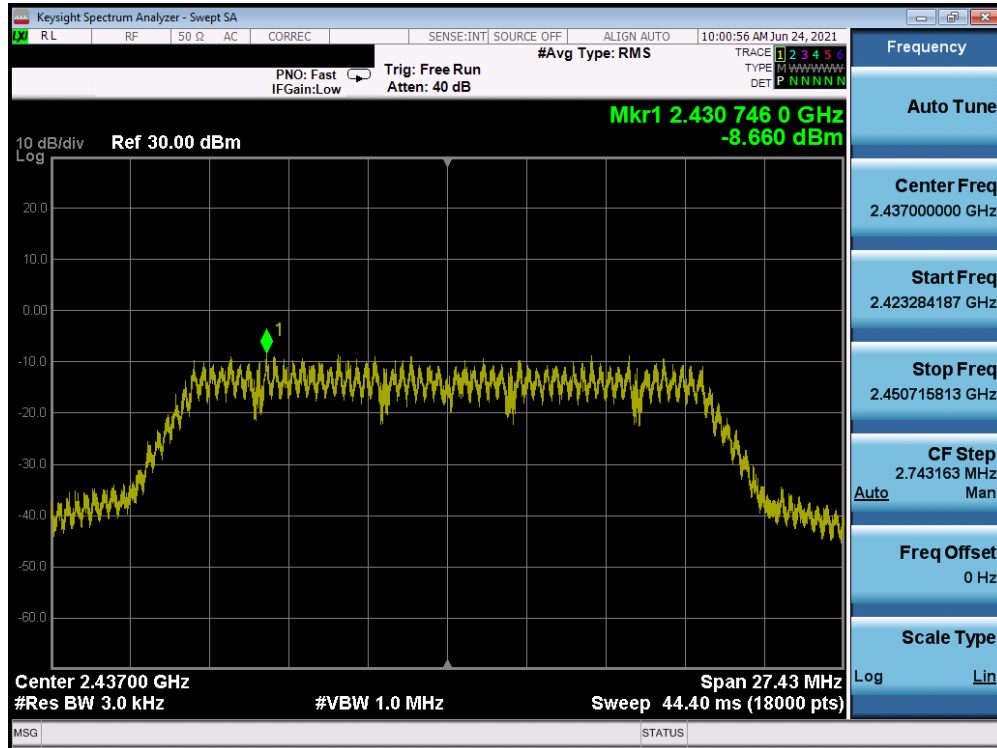 Keysight Spectrum Analyzer - Swept SA
LXI RL RF 50 Ω AC CORREC SENSE:INT SOURCE OFF ALIGN AUTO 10:00:56 AM Jun 24, 2021
#Avg Type: RMS
TRACE 1 2 3 4 5 6
TYPE M WWWWW
DET P N N N N N
PNO: Fast
IFGain:Low
Trig: Free Run
Atten: 40 dB
Mkr1 2.430 746 0 GHz
-8.660 dBm
10 dB/div Ref 30.00 dBm
Log
20.0
10.0
0.00
1
-10.0
-20.0
-30.0
-40.0
-50.0
-60.0
Center 2.43700 GHz Span 27.43 MHz
#Res BW 3.0 kHz #VBW 1.0 MHz Sweep 44.40 ms (18000 pts)
MSG STATUS
Frequency
Auto Tune
Center Freq
2.437000000 GHz
Start Freq
2.423284187 GHz
Stop Freq
2.450715813 GHz
CF Step
2.743163 MHz
Auto Man
Freq Offset
0 Hz
Scale Type
Log Lin